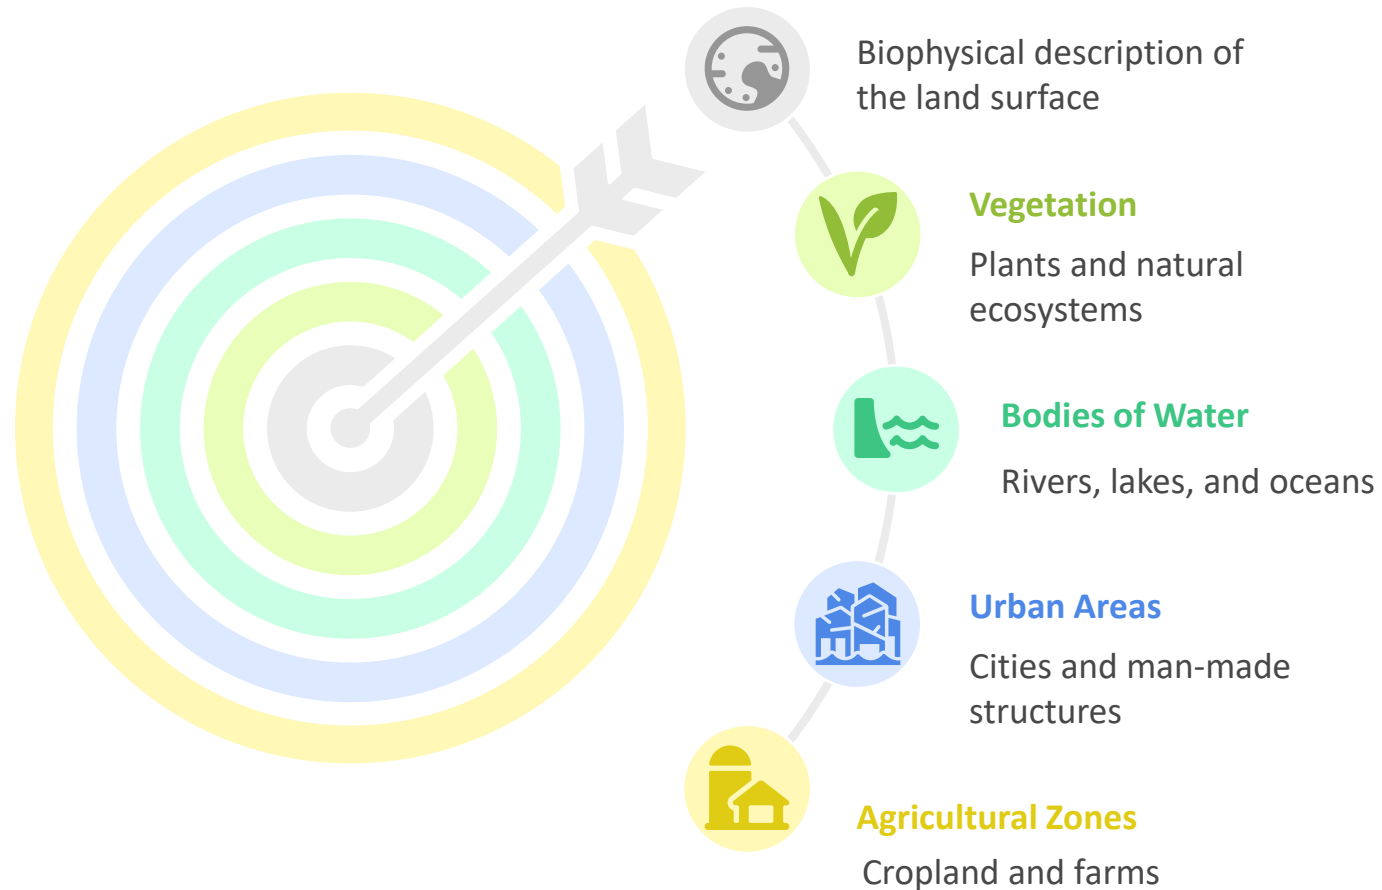 Biophysical description of
the land surface
Vegetation
Plants and natural
ecosystems
Bodies of Water
Rivers, lakes, and oceans
Urban Areas
Cities and man-made
structures
Agricultural Zones
Cropland and farms